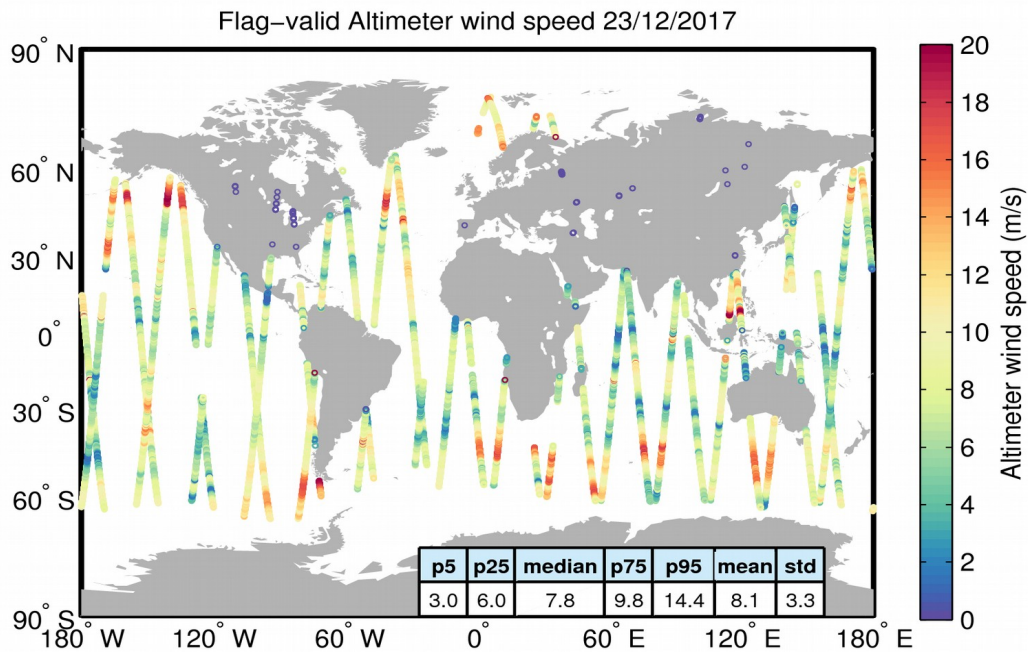 Flag-valid Altimeter wind speed 23/12/2017
90° N
60° N
30° N
0°
30° S
60° S
90° S
180° W
120° W
60° W
0°
60° E
120° E
180° E
p5 p25 median p75 p95 mean std
3.0 6.0 7.8 9.8 14.4 8.1 3.3
20
18
16
14
12
10
8
6
4
2
0
Altimeter wind speed (m/s)